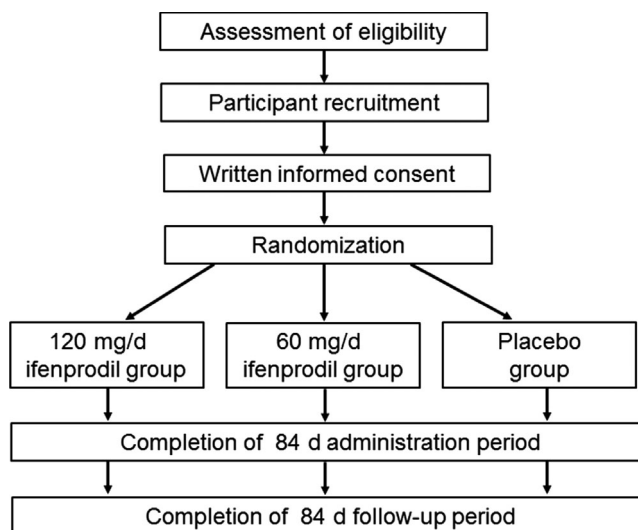 Assessment of eligibility
Participant recruitment
Written informed consent
Randomization
120 mg/d
ifenprodil group
60 mg/d
ifenprodil group
Placebo
group
Completion of 84 d administration period
Completion of 84 d follow-up period